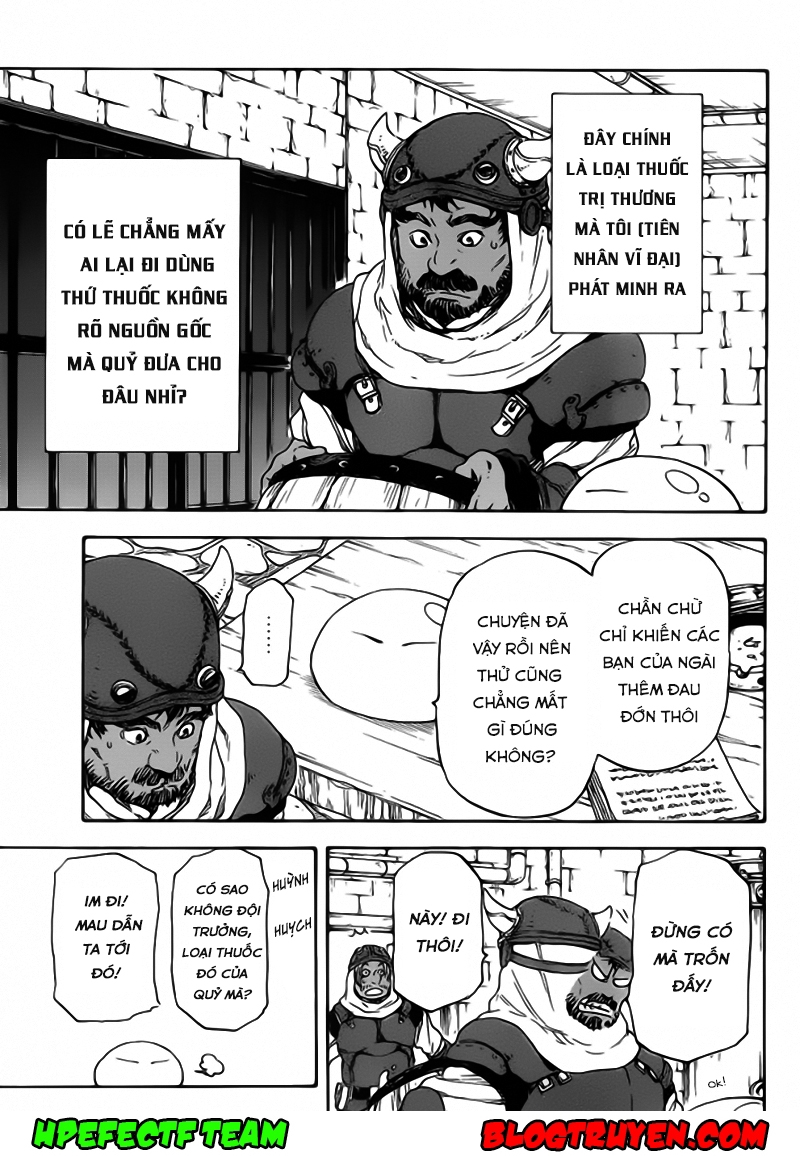 ĐÂY CHÍNH
LÀ LOẠI THUỐC
TRỊ THƯƠNG
MÀ TÔI (TIÊN
NHÂN VĨ ĐẠI)
PHÁT MINH RA
CÓ LẼ CHẲNG MẤY
AI LẠI ĐI DÙNG
THỨ THUỐC KHÔNG
RÕ NGUỒN GỐC
MÀ QUỶ ĐƯA CHO
ĐÂU NHỈ?
CHẦN CHỪ
CHỈ KHIẾN CÁC
BẠN CỦA NGÀI
THÊM ĐAU
ĐỚN THÔI
CHUYỆN ĐÃ
VẬY RỒI NÊN
THỬ CŨNG
CHẲNG MẤT
GÌ ĐÚNG
KHÔNG?
......
ĐỪNG CÓ
MÀ TRỐN
ĐẤY!
NÀY! ĐI
THÔI!
OK!
HUỲNH
HUỴCH
CÓ SAO
KHÔNG ĐỘI
TRƯỞNG,
LOẠI THUỐC
ĐÓ CỦA
QUỶ MÀ?
IM ĐI!
MAU DẪN
TA TỚI
ĐÓ!
HPEFECTF TEAM
BLOGTRUYEN.COM